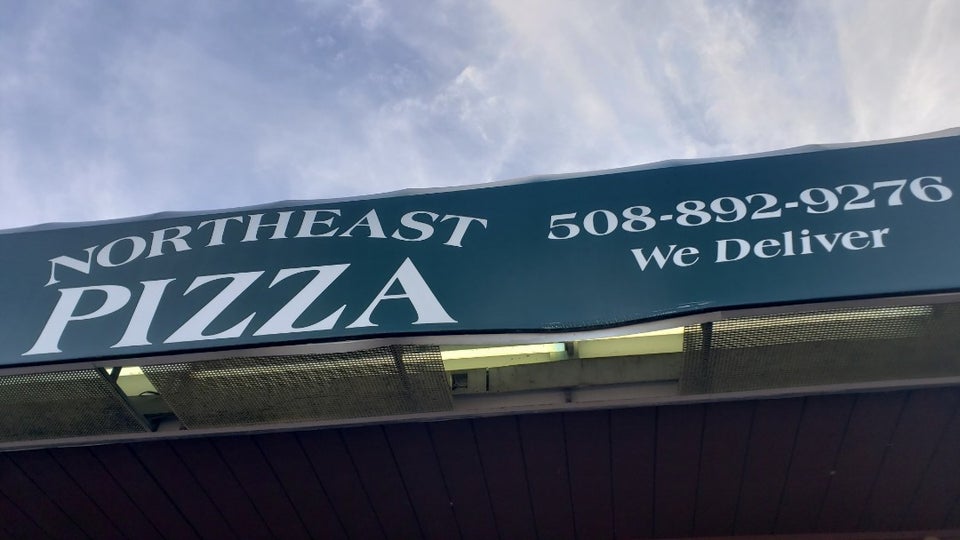 NORTHEAST
PIZZA
508-892-9276
We Deliver